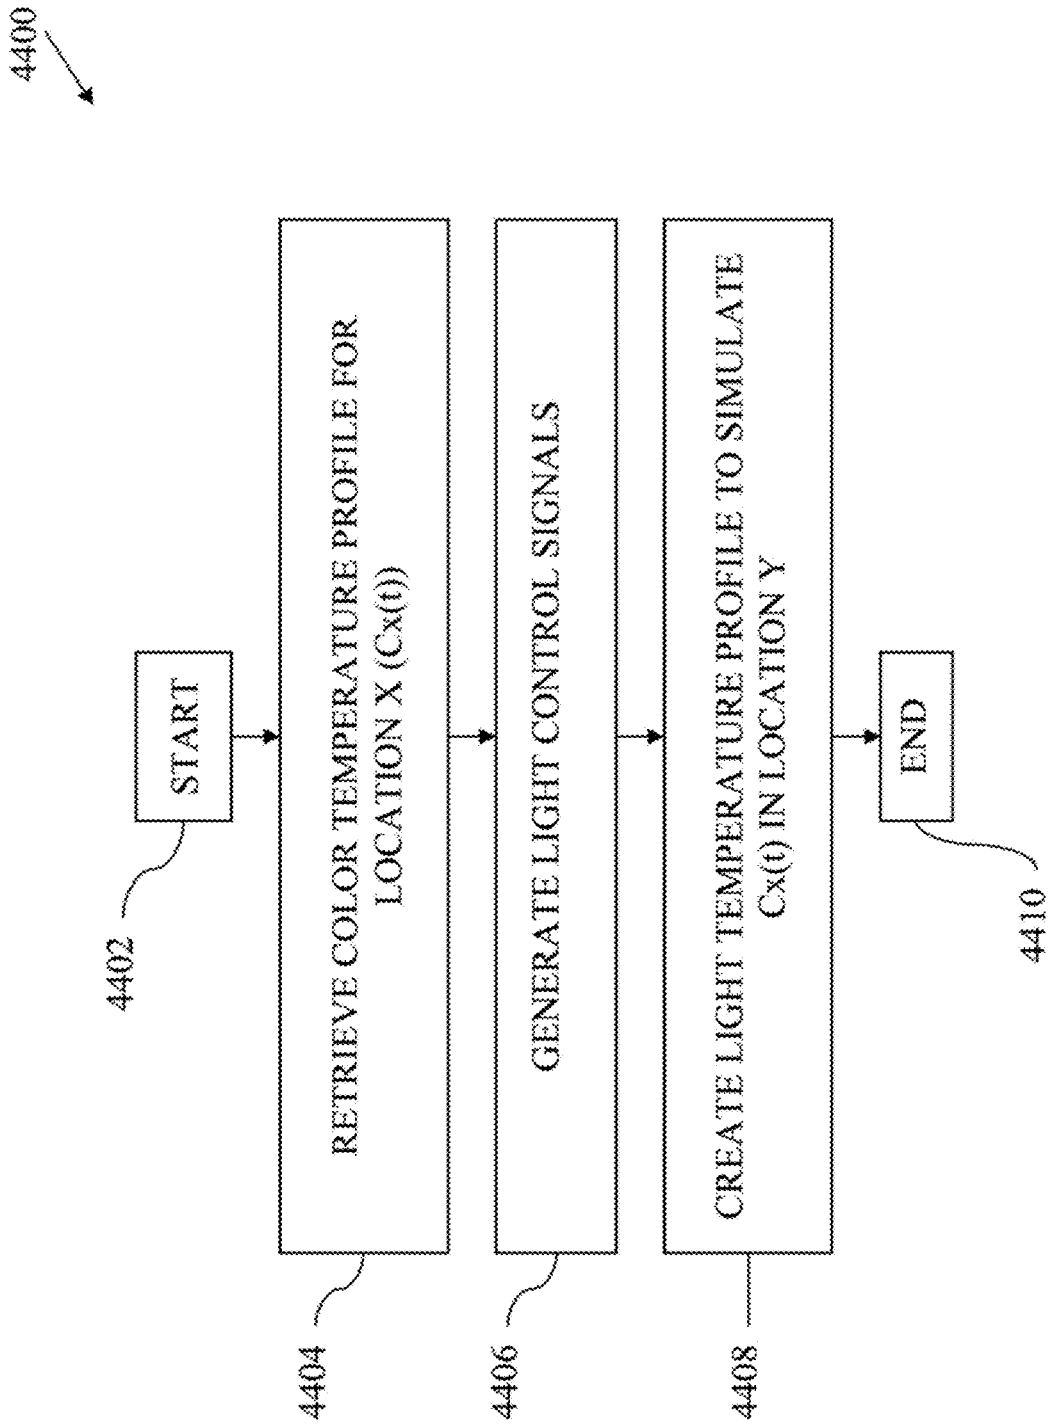 4400
4402
START
4404
RETRIEVE COLOR TEMPERATURE PROFILE FOR
LOCATION X (Cx(t))
4406
GENERATE LIGHT CONTROL SIGNALS
4408
CREATE LIGHT TEMPERATURE PROFILE TO SIMULATE
Cx(t) IN LOCATION Y
4410
END